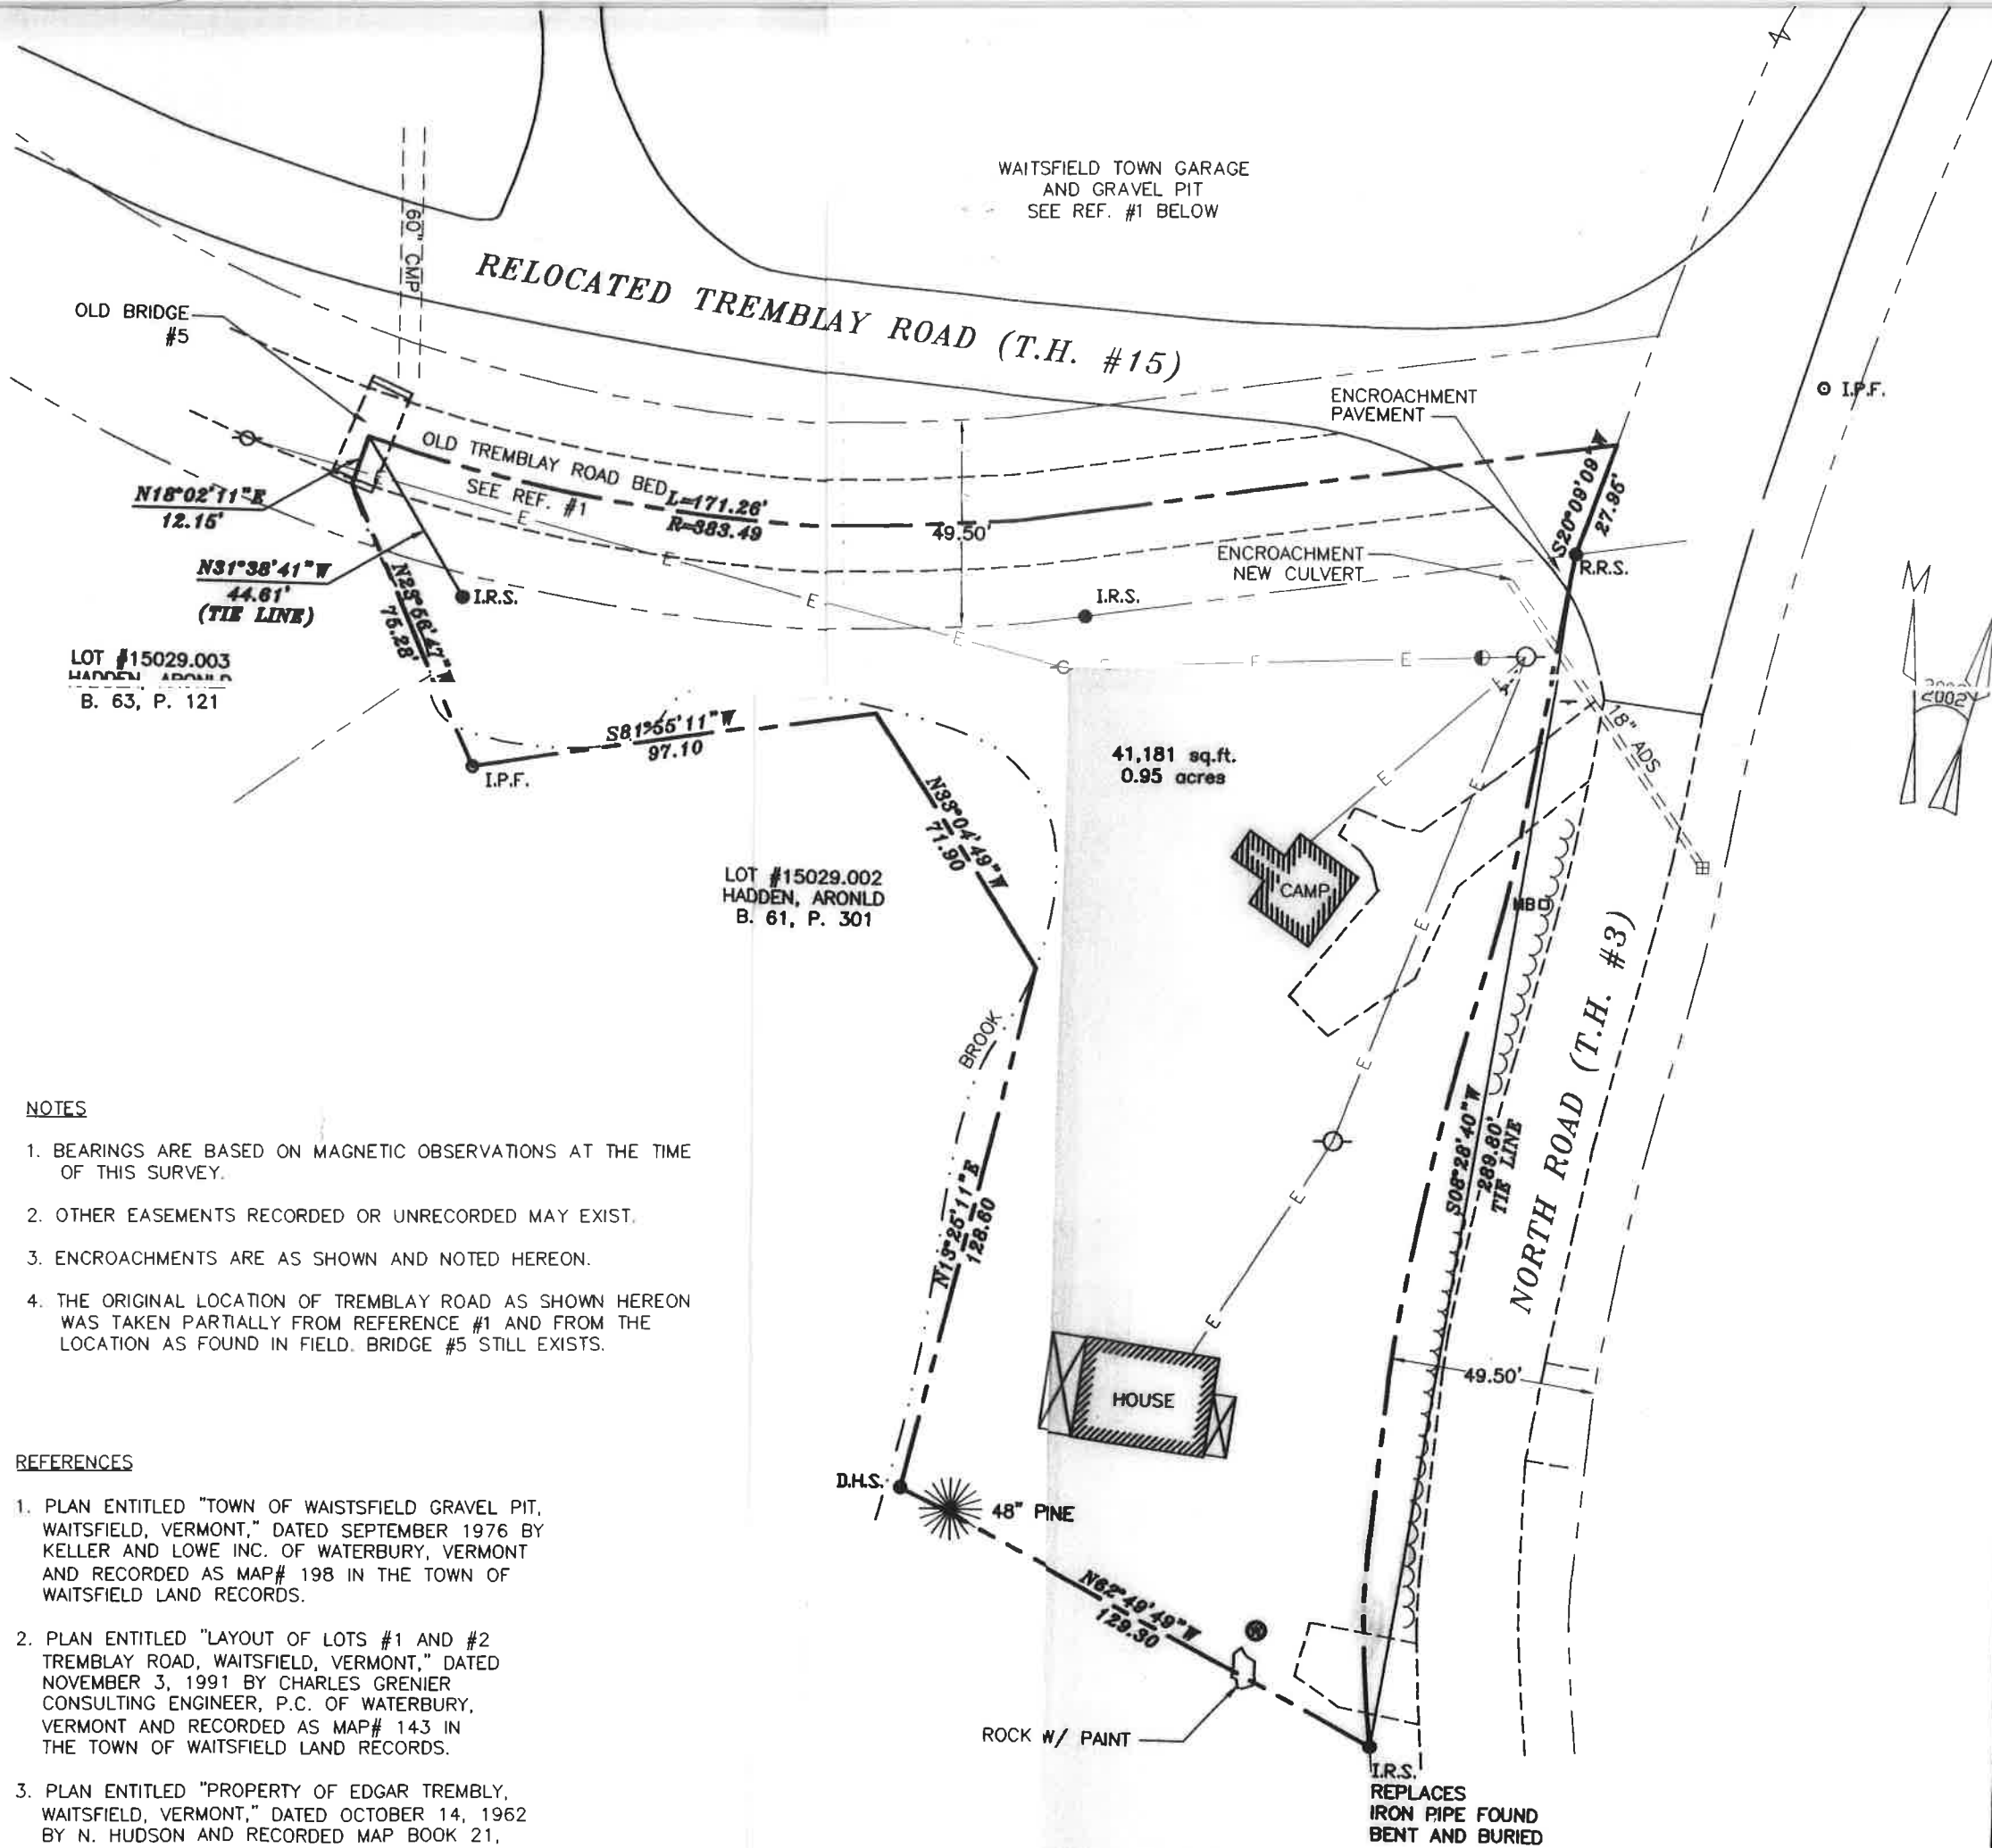 WAITSFIELD TOWN GARAGE
AND GRAVEL PIT
SEE REF. #1 BELOW
60" CMP
RELOCATED TREMBLAY ROAD (T.H. #15)
OLD BRIDGE
#5
ENCROACHMENT
PAVEMENT
I.P.F.
OLD TREMBLAY ROAD BED
SEE REF. #1
L=171.26'
R=383.49
49.50'
N18°02'11"E
12.15'
N31°38'41"W
44.61'
(TIE LINE)
I.R.S.
N23°56'47"W
75.28'
S20°09'09"W
27.95'
R.R.S.
ENCROACHMENT
NEW CULVERT
I.R.S.
E
E
E
E
E
E
E
LOT #15029.003
HADDEN, ARONLD
B. 63, P. 121
M
2002
18" ADS
S81°55'11"W
97.10
I.P.F.
41,181 sq.ft.
0.95 acres
E
E
E
E
E
E
N33°04'49"W
71.90
LOT #15029.002
HADDEN, ARONLD
B. 61, P. 301
CAMP
MB
BROOK
N13°25'11"E
128.60
S08°28'40"W
289.80'
TIE LINE
NORTH ROAD (T.H. #3)
49.50'
HOUSE
D.H.S.
48" PINE
N62°49'49"W
129.30
W
ROCK W/ PAINT
I.R.S.
REPLACES
IRON PIPE FOUND
BENT AND BURIED
NOTES
1. BEARINGS ARE BASED ON MAGNETIC OBSERVATIONS AT THE TIME
OF THIS SURVEY.
2. OTHER EASEMENTS RECORDED OR UNRECORDED MAY EXIST.
3. ENCROACHMENTS ARE AS SHOWN AND NOTED HEREON.
4. THE ORIGINAL LOCATION OF TREMBLAY ROAD AS SHOWN HEREON
WAS TAKEN PARTIALLY FROM REFERENCE #1 AND FROM THE
LOCATION AS FOUND IN FIELD. BRIDGE #5 STILL EXISTS.
REFERENCES
1. PLAN ENTITLED "TOWN OF WAISTSFIELD GRAVEL PIT,
WAITSFIELD, VERMONT," DATED SEPTEMBER 1976 BY
KELLER AND LOWE INC. OF WATERBURY, VERMONT
AND RECORDED AS MAP# 198 IN THE TOWN OF
WAITSFIELD LAND RECORDS.
2. PLAN ENTITLED "LAYOUT OF LOTS #1 AND #2
TREMBLAY ROAD, WAITSFIELD, VERMONT," DATED
NOVEMBER 3, 1991 BY CHARLES GRENIER
CONSULTING ENGINEER, P.C. OF WATERBURY,
VERMONT AND RECORDED AS MAP# 143 IN
THE TOWN OF WAITSFIELD LAND RECORDS.
3. PLAN ENTITLED "PROPERTY OF EDGAR TREMBLY,
WAITSFIELD, VERMONT," DATED OCTOBER 14, 1962
BY N. HUDSON AND RECORDED MAP BOOK 21,